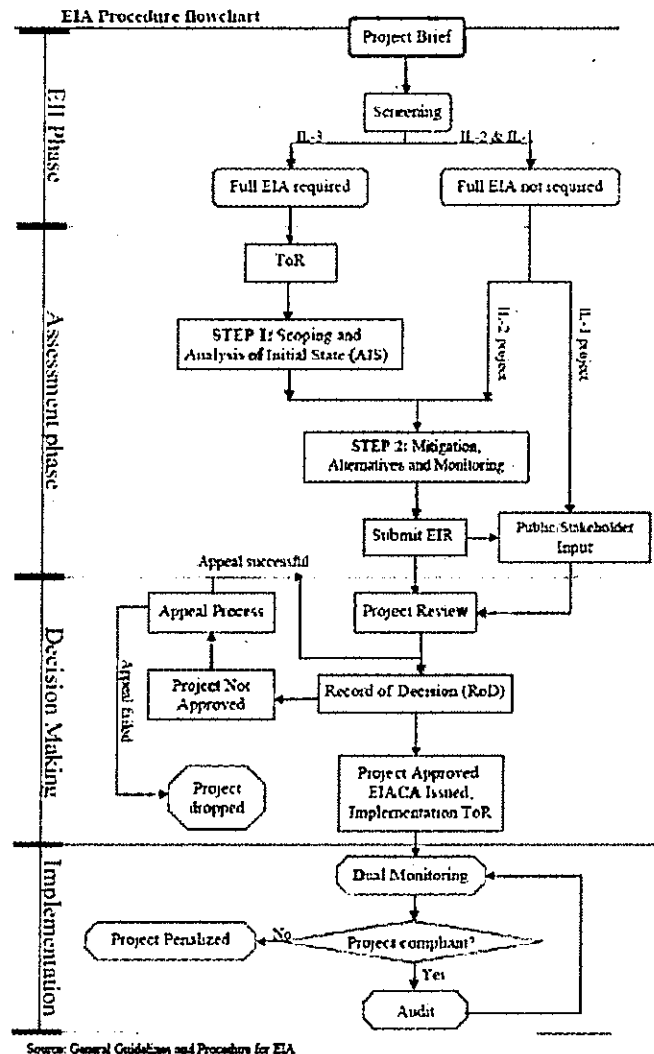 EIA Procedure flowchart
Project Brief
EII Phase
Screening
IL-3
IL-2 & IL-
Full EIA required
Full EIA not required
Assessment phase
ToR
STEP 1: Scoping and
Analysis of Initial State (AIS)
IL-2 project
IL-1 project
STEP 2: Mitigation,
Alternatives and Monitoring
Submit EIR
Public/Stakeholder
Input
Decision Making
Appeal successful
Appeal Process
Project Review
Appeal failed
Project Not
Approved
Record of Decision (RoD)
Project
dropped
Project Approved
EIACA Issued,
Implementation ToR
Implementation
Dual Monitoring
Project Penalized
No
Project compliant?
Yes
Audit
Source: General Guidelines and Procedure for EIA